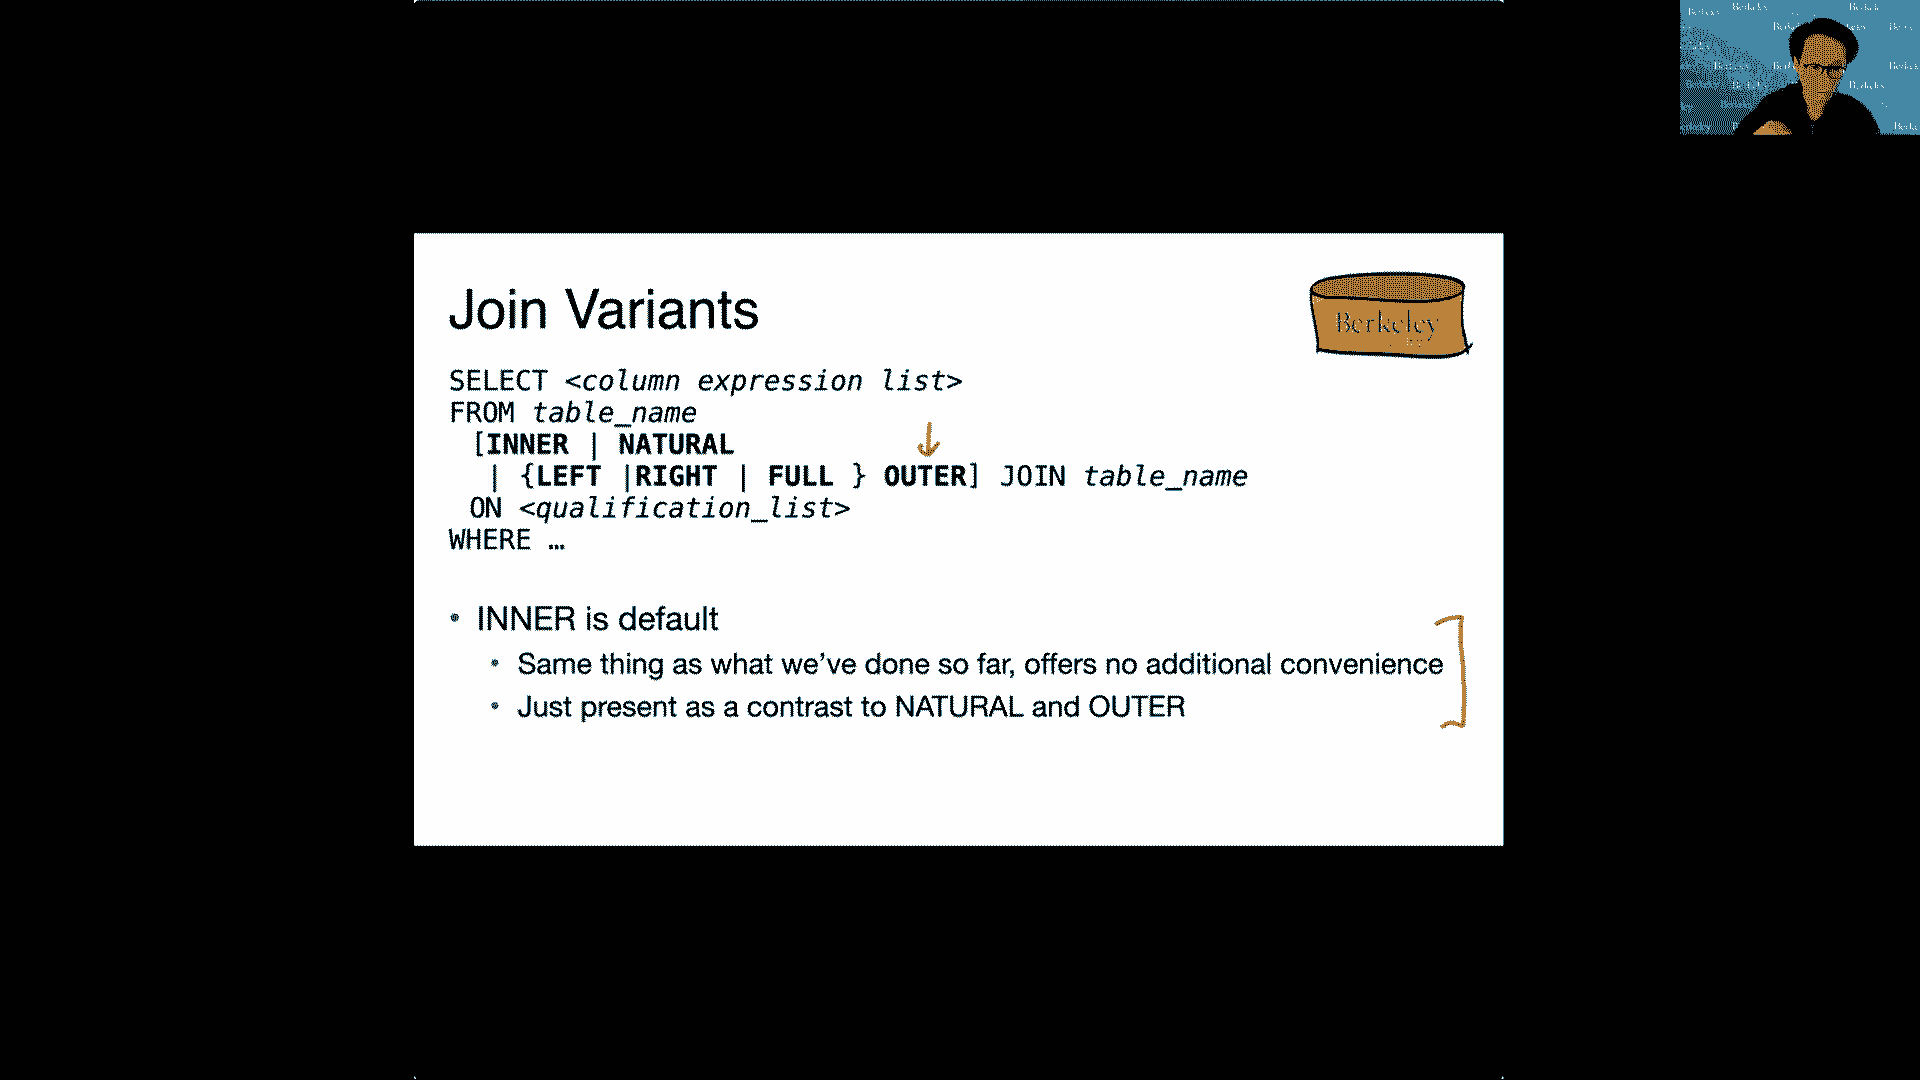 Join Variants
Berkeley
SELECT <column expression list>
FROM table_name
[INNER | NATURAL
| {LEFT |RIGHT | FULL } OUTER] JOIN table_name
ON <qualification_list>
WHERE …
• INNER is default
• Same thing as what we've done so far, offers no additional convenience
• Just present as a contrast to NATURAL and OUTER